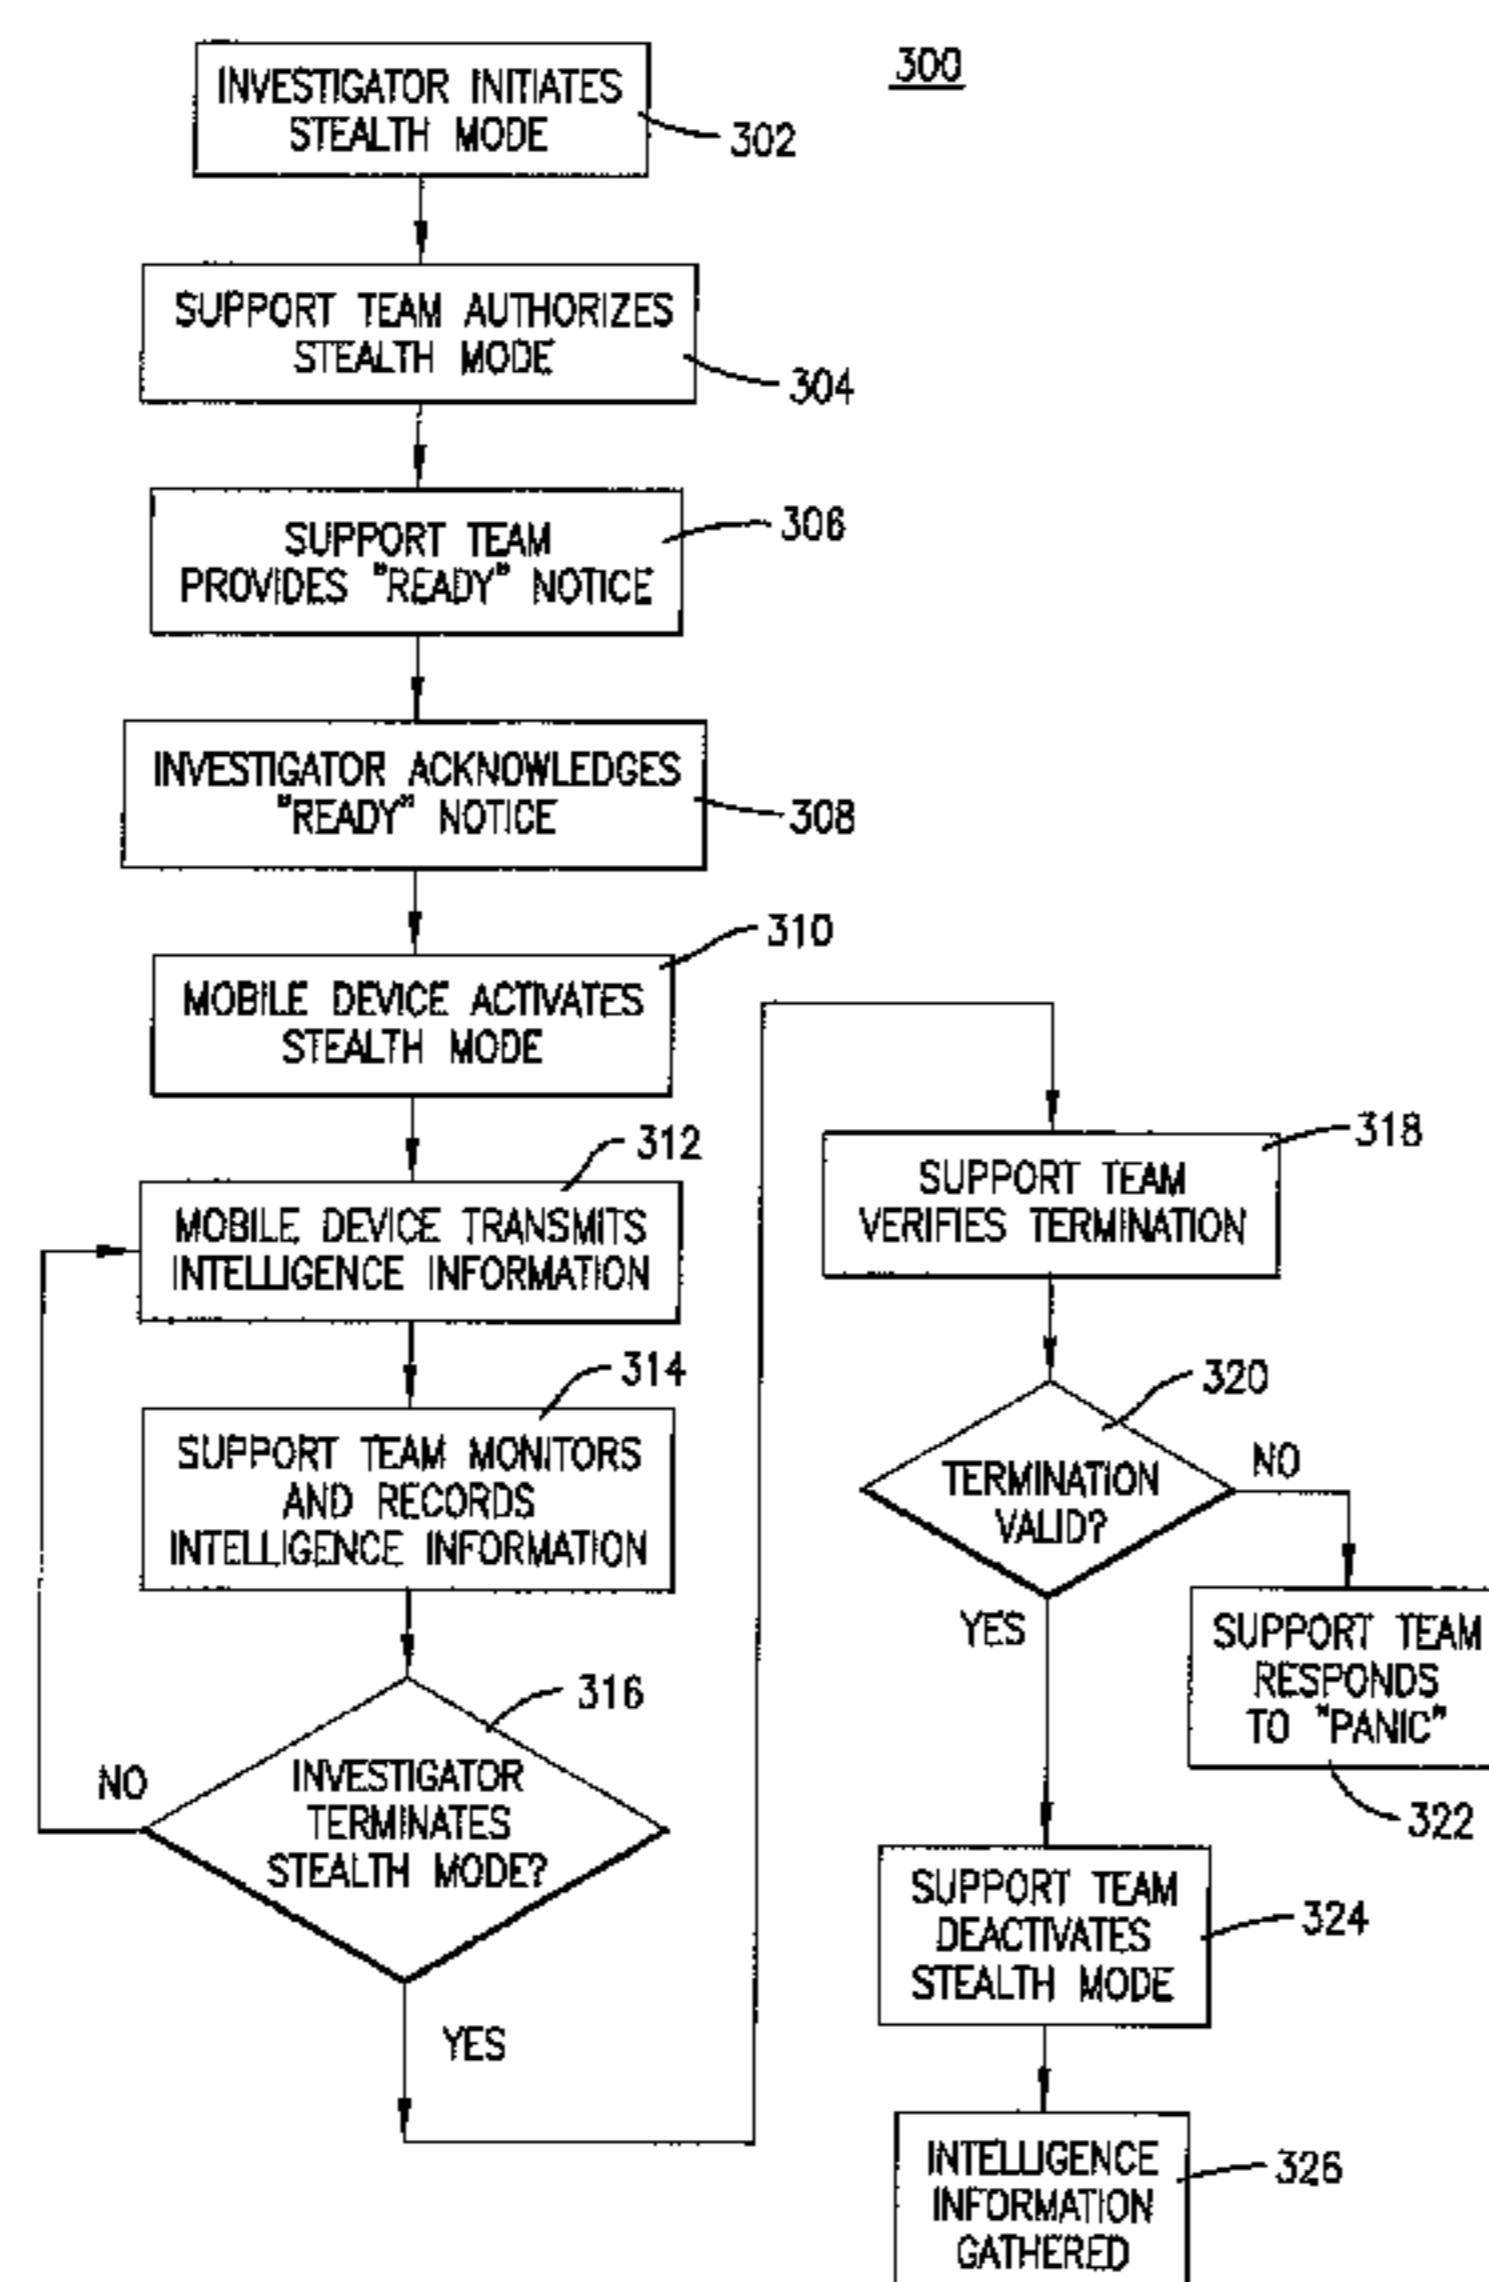 300
INVESTIGATOR INITIATES
STEALTH MODE
302
SUPPORT TEAM AUTHORIZES
STEALTH MODE
304
SUPPORT TEAM
PROVIDES "READY" NOTICE
306
INVESTIGATOR ACKNOWLEDGES
"READY" NOTICE
308
MOBILE DEVICE ACTIVATES
STEALTH MODE
310
MOBILE DEVICE TRANSMITS
INTELLIGENCE INFORMATION
312
SUPPORT TEAM MONITORS
AND RECORDS
INTELLIGENCE INFORMATION
314
INVESTIGATOR
TERMINATES
STEALTH MODE?
316
NO
YES
SUPPORT TEAM
VERIFIES TERMINATION
318
TERMINATION
VALID?
320
NO
YES
SUPPORT TEAM
RESPONDS
TO "PANIC"
322
SUPPORT TEAM
DEACTIVATES
STEALTH MODE
324
INTELLIGENCE
INFORMATION
GATHERED
326